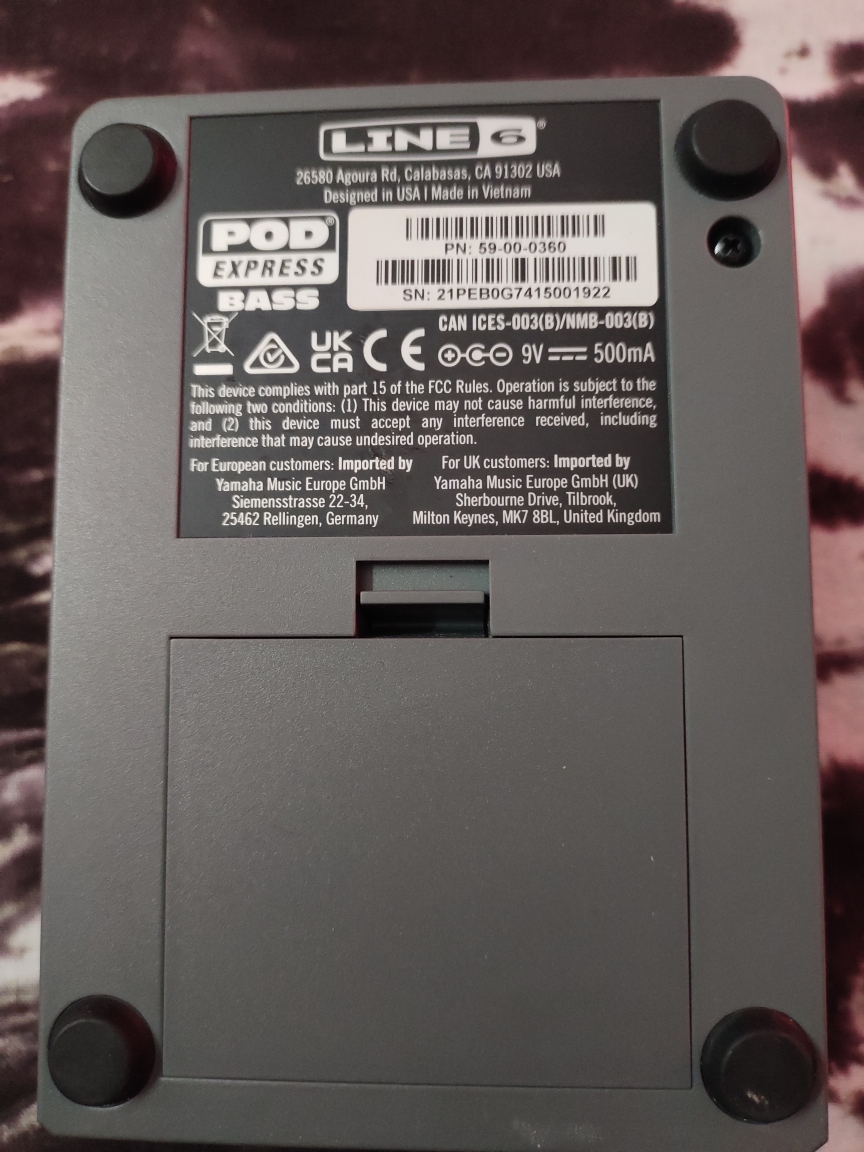 LINE 6®
26580 Agoura Rd, Calabasas, CA 91302 USA
Designed in USA | Made in Vietnam
POD®
EXPRESS
BASS
PN: 59-00-0360
SN: 21PEB0G7415001922
CAN ICES-003(B)/NMB-003(B)
UK
CA
CE
9V 500mA
This device complies with part 15 of the FCC Rules. Operation is subject to the
following two conditions: (1) This device may not cause harmful interference,
and (2) this device must accept any interference received, including
interference that may cause undesired operation.
For European customers: Imported by
Yamaha Music Europe GmbH
Siemensstrasse 22-34,
25462 Rellingen, Germany
For UK customers: Imported by
Yamaha Music Europe GmbH (UK)
Sherbourne Drive, Tilbrook,
Milton Keynes, MK7 8BL, United Kingdom